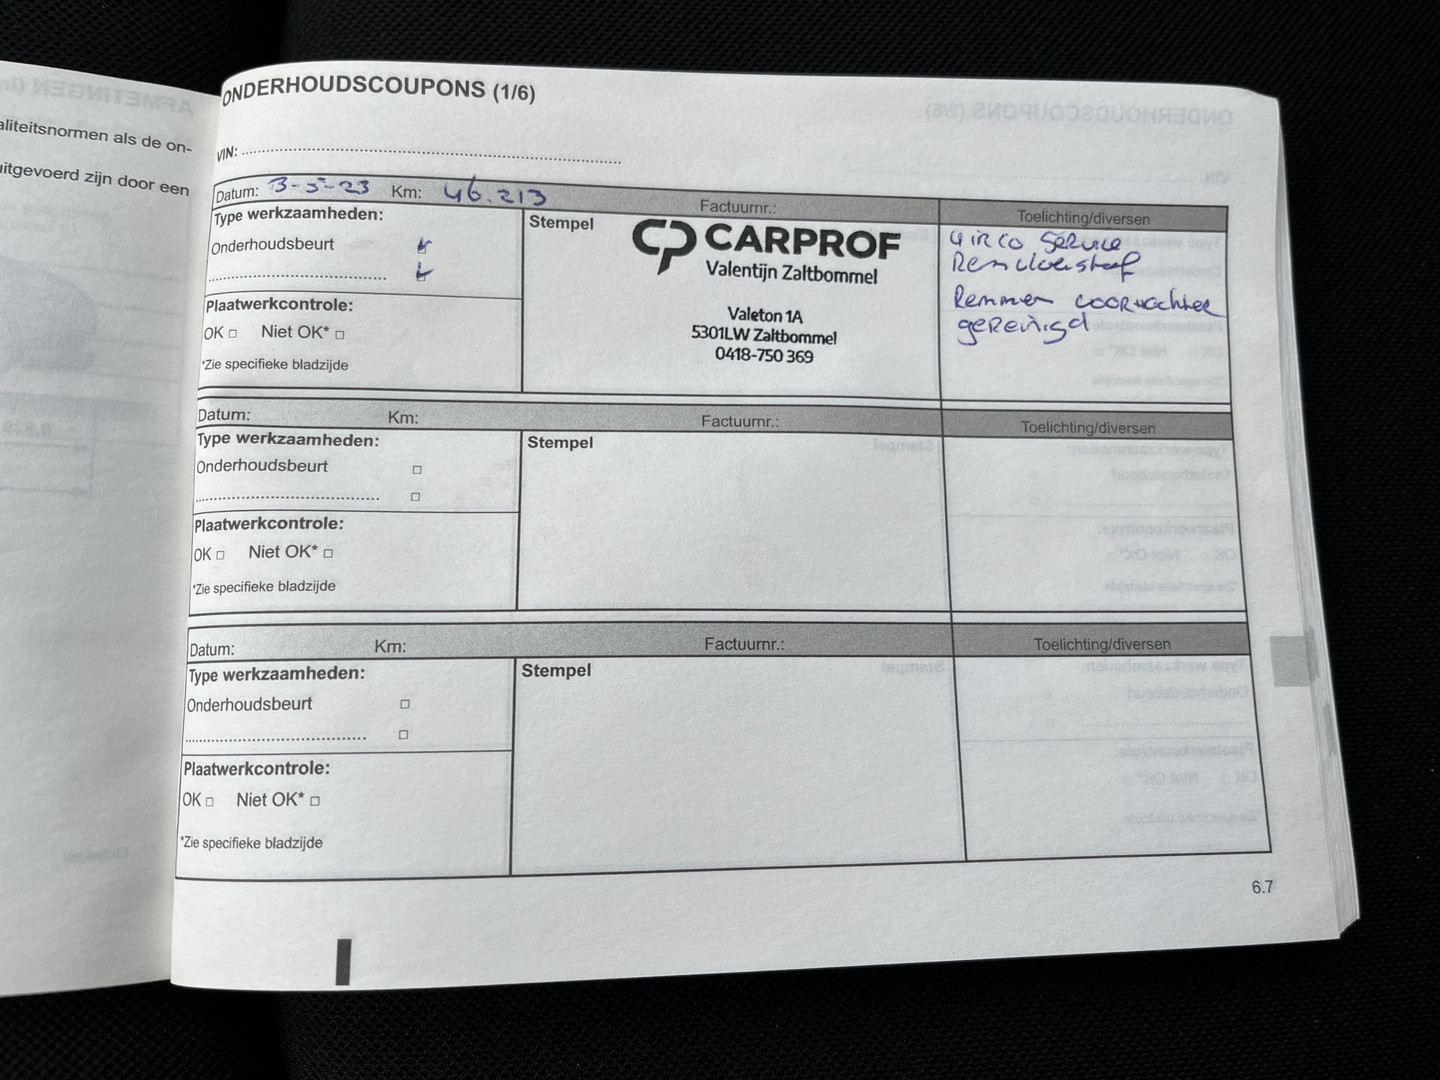 aliteitsnormen als de on-
uitgevoerd zijn door een
ONDERHOUDSCOUPONS (1/6)
VIN:
Datum: 3-5-23 Km: 46.213 Factuurnr.: Toelichting/diversen
Type werkzaamheden:
Onderhoudsbeurt
Plaatwerkcontrole:
OK □ Niet OK* □
*Zie specifieke bladzijde
Stempel
CP CARPROF
Valentijn Zaltbommel
Valeton 1A
5301LW Zaltbommel
0418-750 369
Airco Service
Remvloeistof
Remmen voor+achter
gereinigd
Datum: Km: Factuurnr.: Toelichting/diversen
Type werkzaamheden:
Onderhoudsbeurt □
□
Plaatwerkcontrole:
OK □ Niet OK* □
*Zie specifieke bladzijde
Stempel
Datum: Km: Factuurnr.: Toelichting/diversen
Type werkzaamheden:
Onderhoudsbeurt □
□
Plaatwerkcontrole:
OK □ Niet OK* □
*Zie specifieke bladzijde
Stempel
6.7